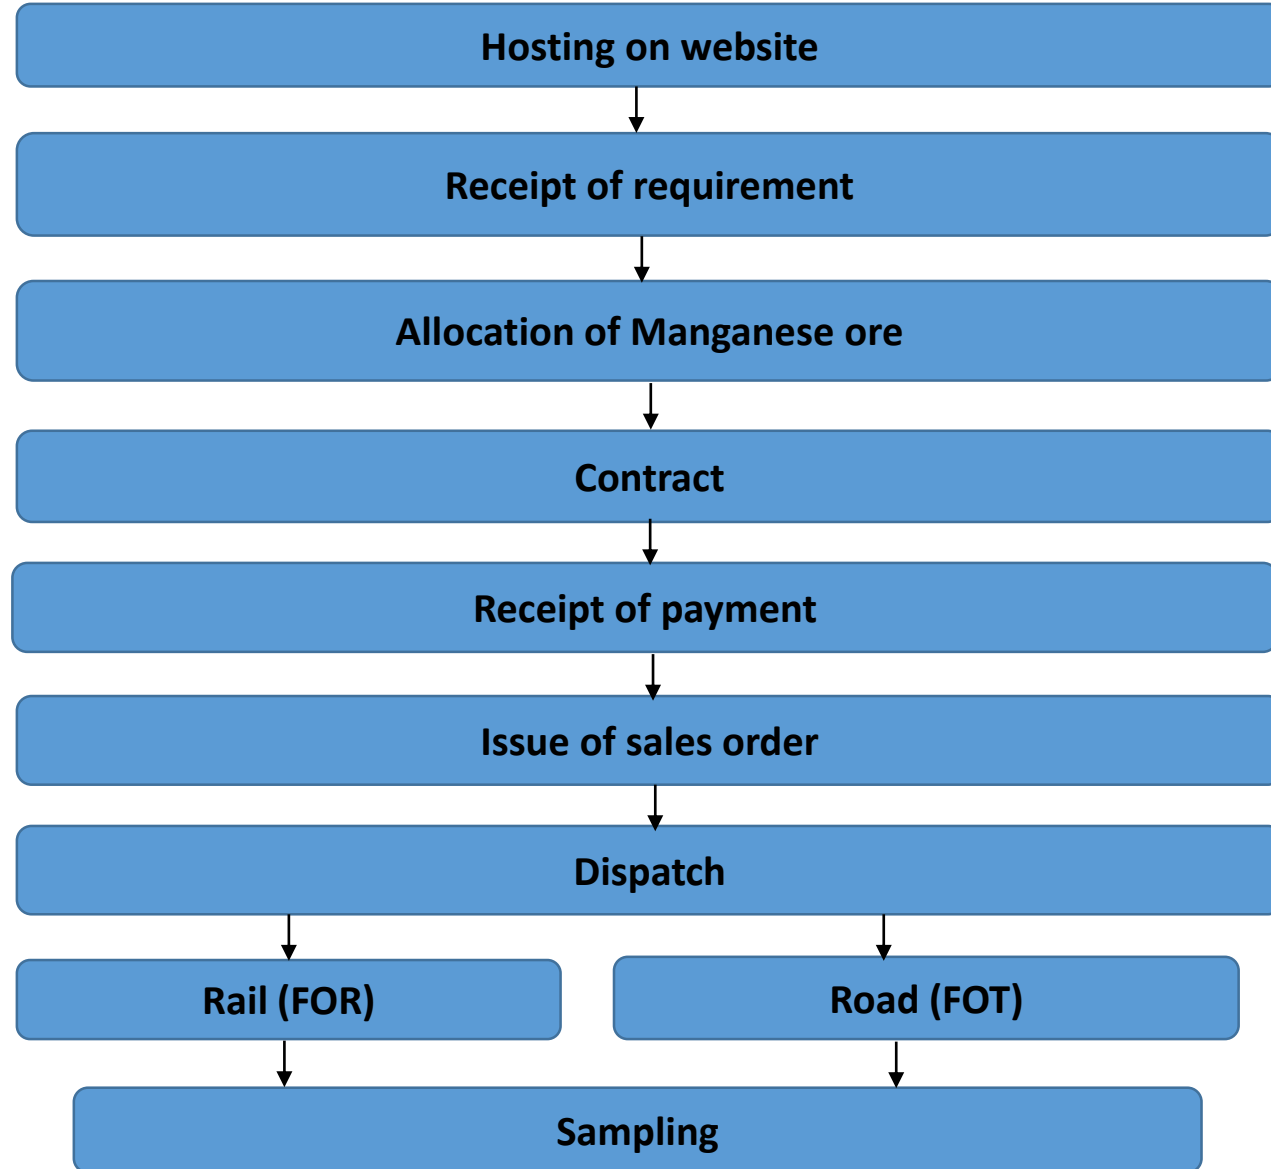 Hosting on website
Receipt of requirement
Allocation of Manganese ore
Contract
Receipt of payment
Issue of sales order
Dispatch
Rail (FOR)
Road (FOT)
Sampling